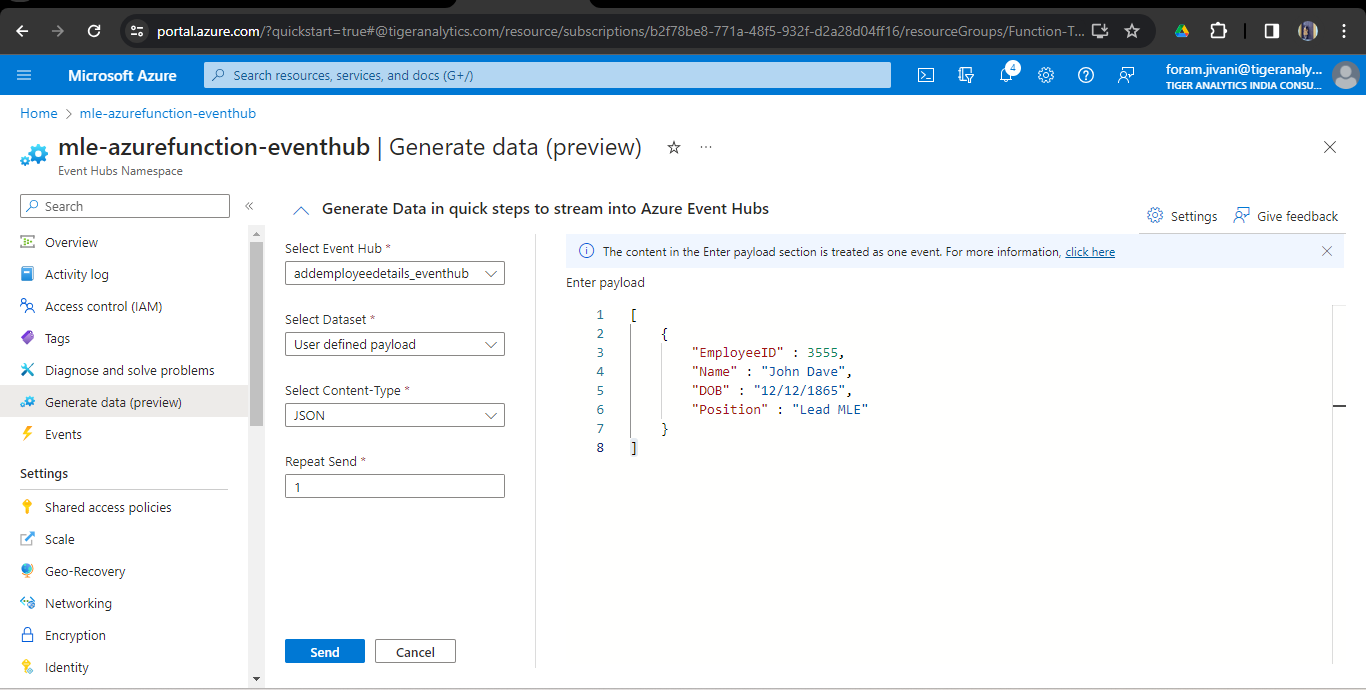 portal.azure.com/?quickstart=true#@tigeranalytics.com/resource/subscriptions/b2f78be8-771a-48f5-932f-d2a28d04ff16/resourceGroups/Function-T...
Microsoft Azure
Search resources, services, and docs (G+/)
4
foram.jivani@tigeranaly...
TIGER ANALYTICS INDIA CONSU...
Home > mle-azurefunction-eventhub
mle-azurefunction-eventhub | Generate data (preview)
Event Hubs Namespace
Search
Overview
Activity log
Access control (IAM)
Tags
Diagnose and solve problems
Generate data (preview)
Events
Settings
Shared access policies
Scale
Geo-Recovery
Networking
Encryption
Identity
Generate Data in quick steps to stream into Azure Event Hubs
Settings
Give feedback
Select Event Hub *
addemployeedetails_eventhub
Select Dataset *
User defined payload
Select Content-Type *
JSON
Repeat Send *
1
Send
Cancel
The content in the Enter payload section is treated as one event. For more information, click here
Enter payload
1 [
2 {
3 "EmployeeID" : 3555,
4 "Name" : "John Dave",
5 "DOB" : "12/12/1865",
6 "Position" : "Lead MLE"
7 }
8 ]